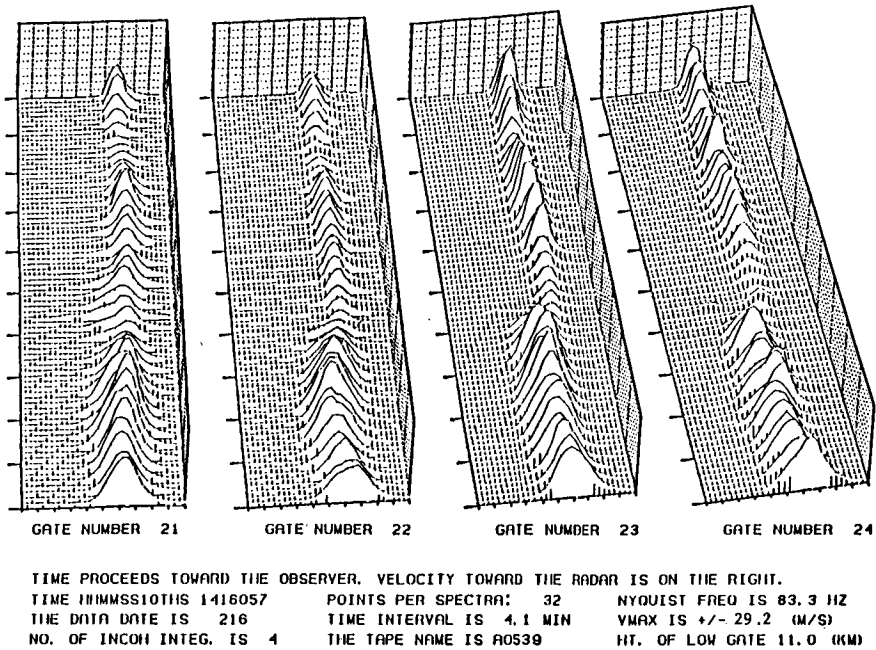 GATE NUMBER 21
GATE NUMBER 22
GATE NUMBER 23
GATE NUMBER 24
TIME PROCEEDS TOWARD THE OBSERVER. VELOCITY TOWARD THE RADAR IS ON THE RIGHT.
TIME HHMMSS10THS 1416057 POINTS PER SPECTRA: 32 NYQUIST FREQ IS 83.3 HZ
THE DATA DATE IS 216 TIME INTERVAL IS 4.1 MIN VMAX IS +/- 29.2 (M/S)
NO. OF INCOH INTEG. IS 4 THE TAPE NAME IS A0539 HT. OF LOW GATE 11.0 (KM)